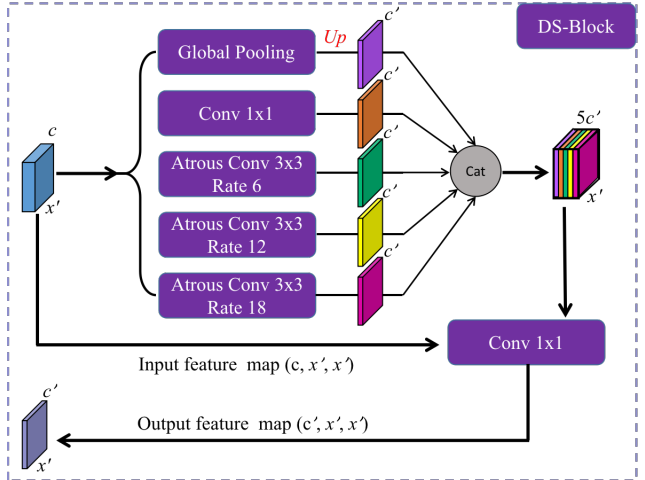 DS-Block
Global Pooling
Up
c′
Conv 1x1
c′
Atrous Conv 3x3
Rate 6
c′
Atrous Conv 3x3
Rate 12
c′
Atrous Conv 3x3
Rate 18
c′
c
x′
Cat
5c′
x′
Conv 1x1
Input feature map (c, x′, x′)
Output feature map (c′, x′, x′)
c′
x′